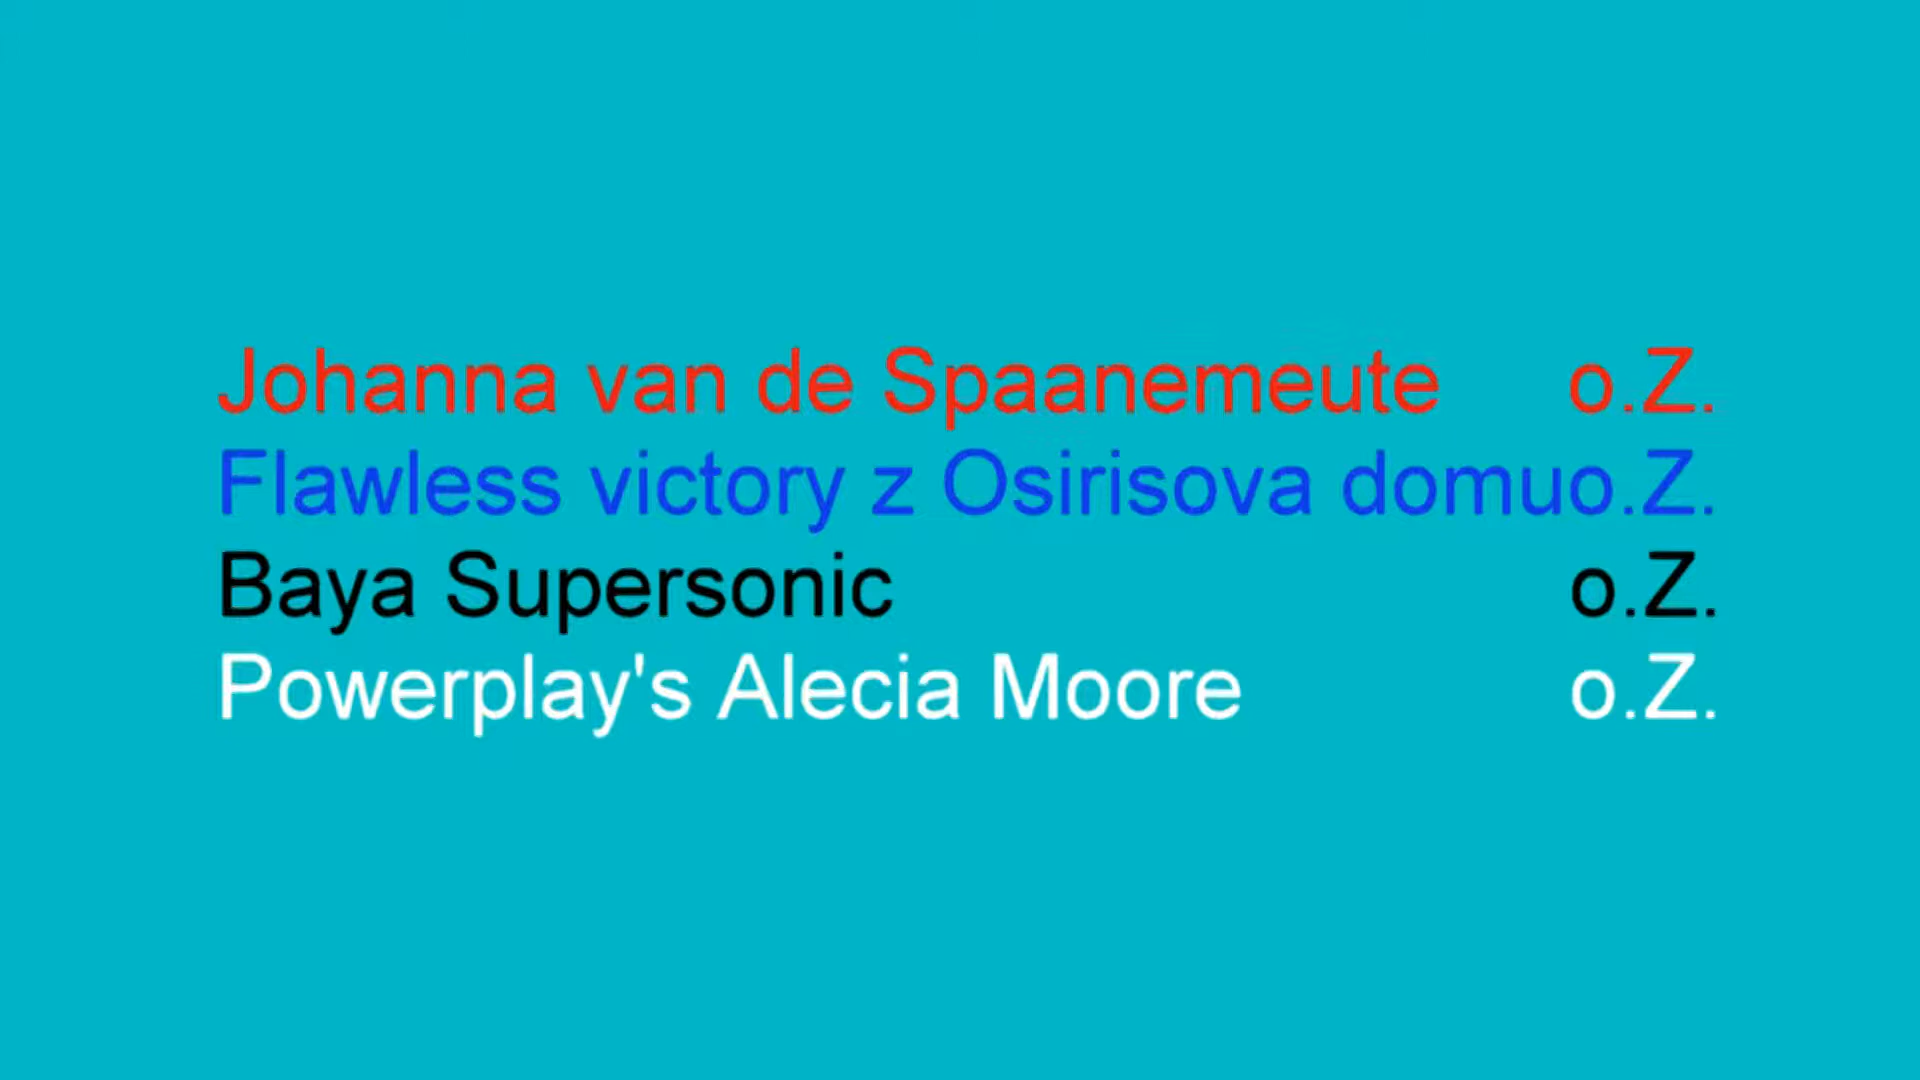 Johanna van de Spaanemeute o.Z.
Flawless victory z Osirisova domuo.Z.
Baya Supersonic o.Z.
Powerplay's Alecia Moore o.Z.